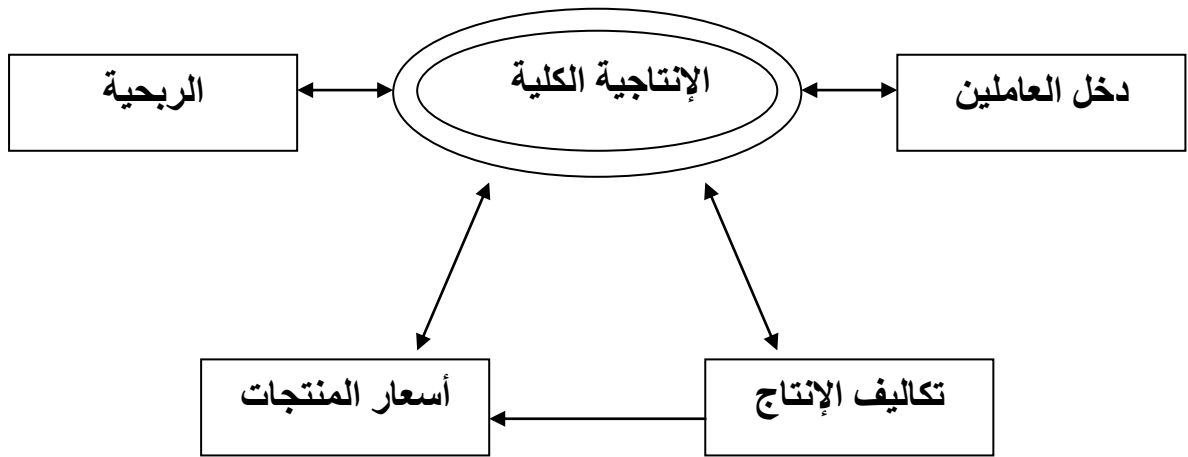 دخل العاملين
الإنتاجية الكلية
الربحية
تكاليف الإنتاج
أسعار المنتجات